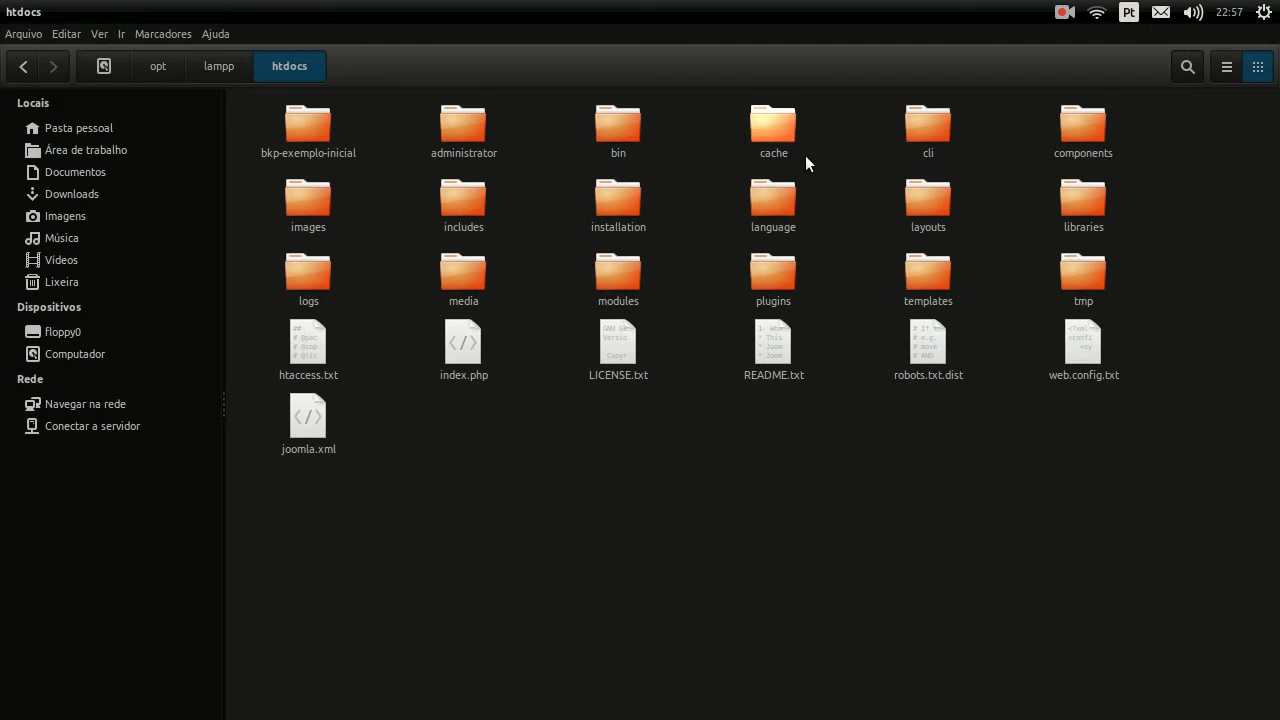 htdocs
Pt
22:57
Arquivo Editar Ver Ir Marcadores Ajuda
opt lampp htdocs
Locais
Pasta pessoal
Área de trabalho
Documentos
Downloads
Imagens
Música
Vídeos
Lixeira
Dispositivos
floppy0
Computador
Rede
Navegar na rede
Conectar a servidor
bkp-exemplo-inicial administrator bin cache cli components
images includes installation language layouts libraries
logs media modules plugins templates tmp
htaccess.txt index.php LICENSE.txt README.txt robots.txt.dist web.config.txt
joomla.xml